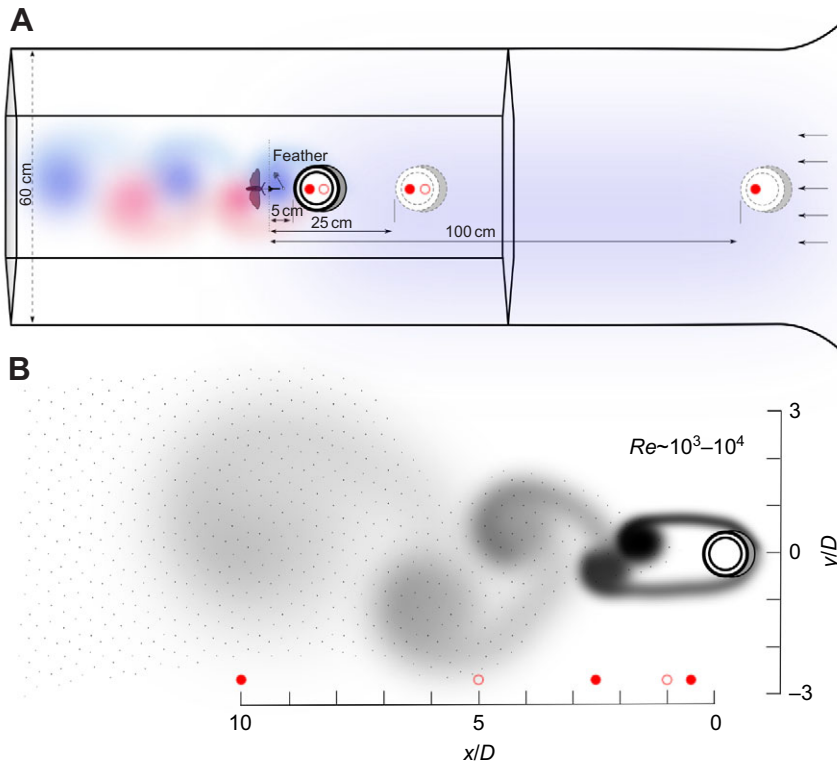 A
60 cm
Feather
5 cm
25 cm
100 cm
B
Re~10³–10⁴
3
0
–3
y/D
10
5
0
x/D